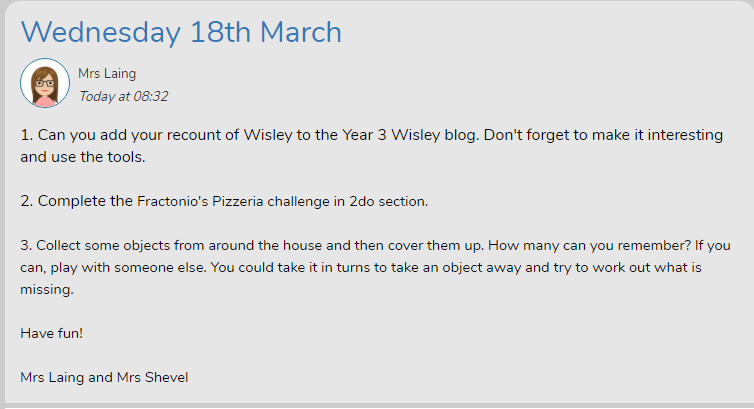 Wednesday 18th March
Mrs Laing
Today at 08:32
1. Can you add your recount of Wisley to the Year 3 Wisley blog. Don't forget to make it interesting
and use the tools.
2. Complete the Fractonio's Pizzeria challenge in 2do section.
3. Collect some objects from around the house and then cover them up. How many can you remember? If you
can, play with someone else. You could take it in turns to take an object away and try to work out what is
missing.
Have fun!
Mrs Laing and Mrs Shevel